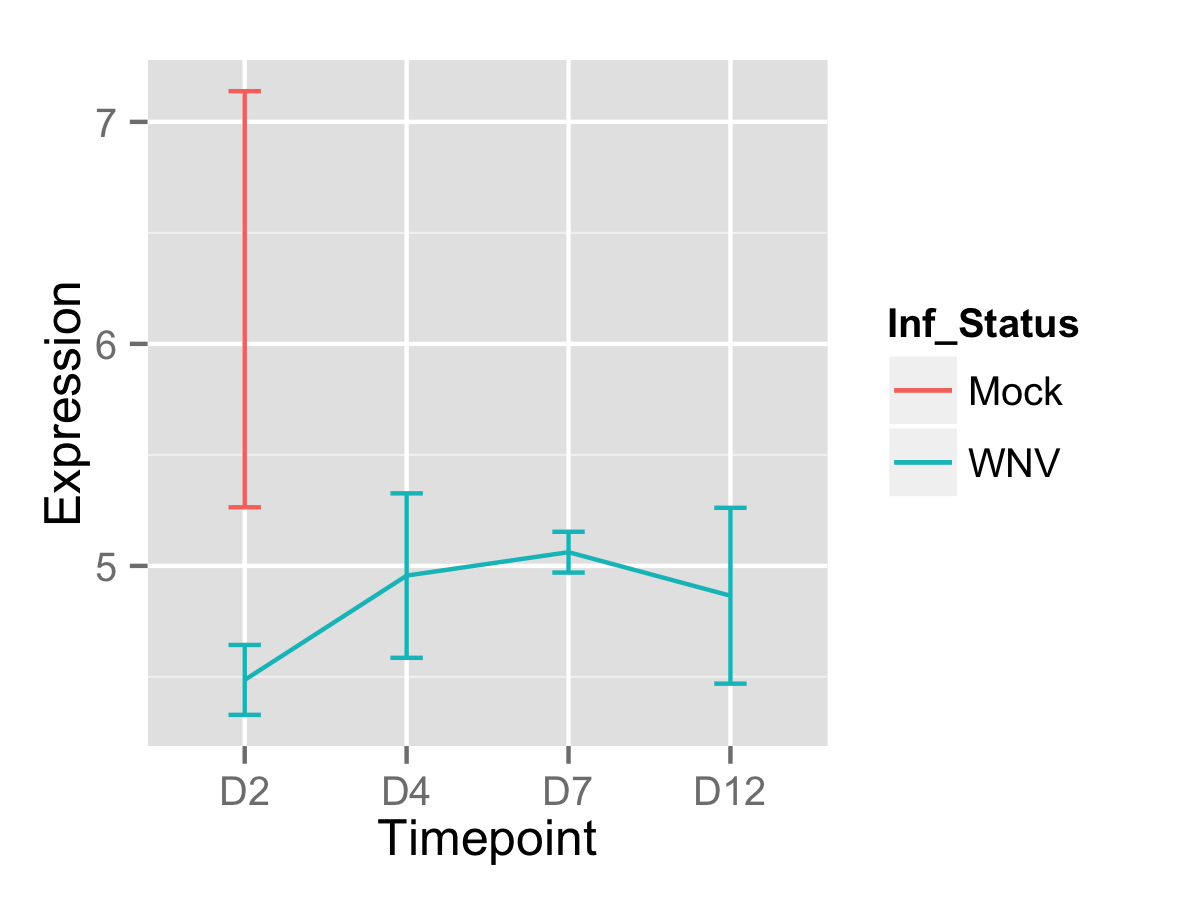 Expression
7
6
5
D2 D4 D7 D12
Timepoint
Inf_Status
Mock
WNV